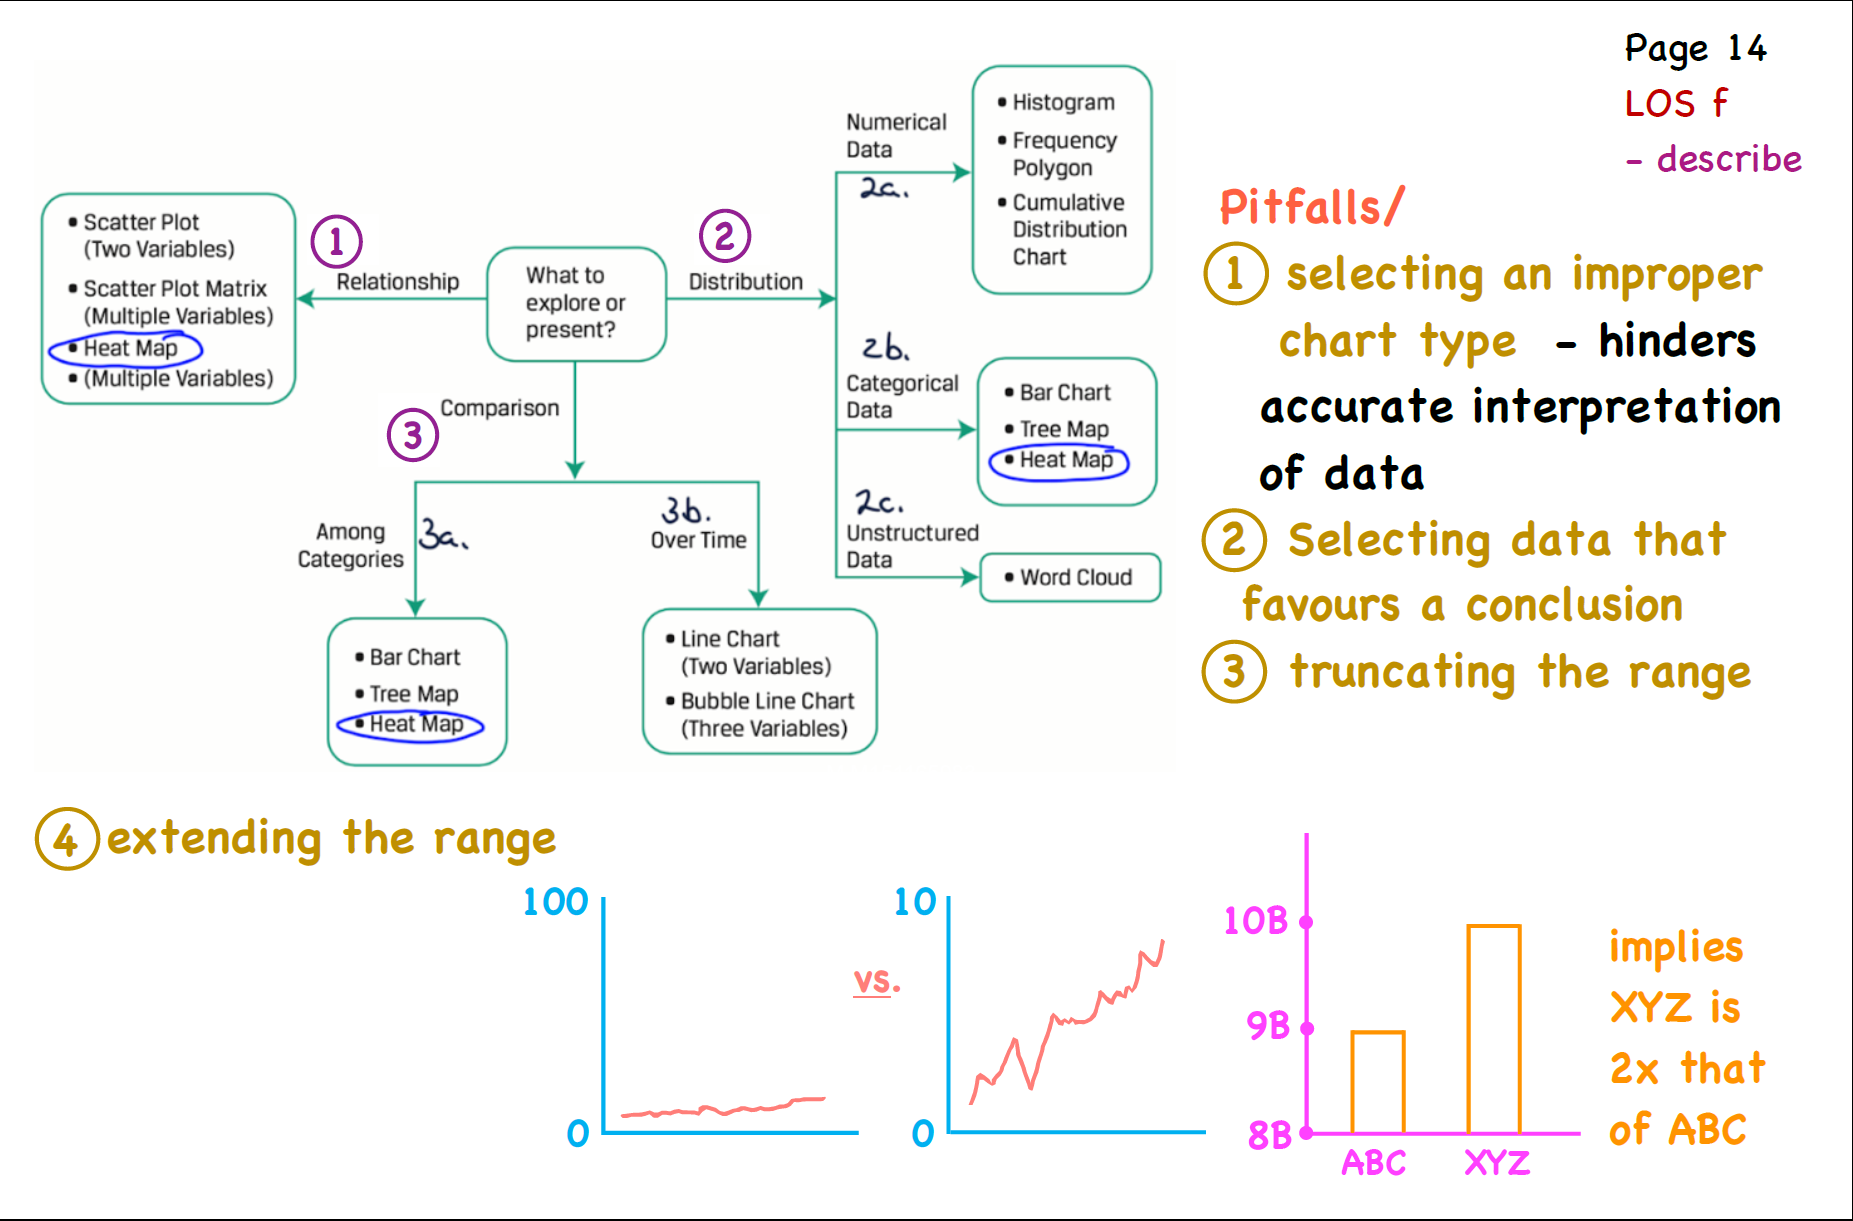 Page 14
LOS f
- describe
• Scatter Plot
(Two Variables)
• Scatter Plot Matrix
(Multiple Variables)
• Heat Map
• (Multiple Variables)
1
Relationship
What to
explore or
present?
2
Distribution
Numerical
Data
2a.
• Histogram
• Frequency
Polygon
• Cumulative
Distribution
Chart
2b.
Categorical
Data
• Bar Chart
• Tree Map
• Heat Map
2c.
Unstructured
Data
• Word Cloud
3
Comparison
Among
Categories
3a.
• Bar Chart
• Tree Map
• Heat Map
3b.
Over Time
• Line Chart
(Two Variables)
• Bubble Line Chart
(Three Variables)
Pitfalls/
1 selecting an improper
chart type - hinders
accurate interpretation
of data
2 Selecting data that
favours a conclusion
3 truncating the range
4 extending the range
100
0
vs.
10
0
10B
9B
8B
ABC XYZ
implies
XYZ is
2x that
of ABC